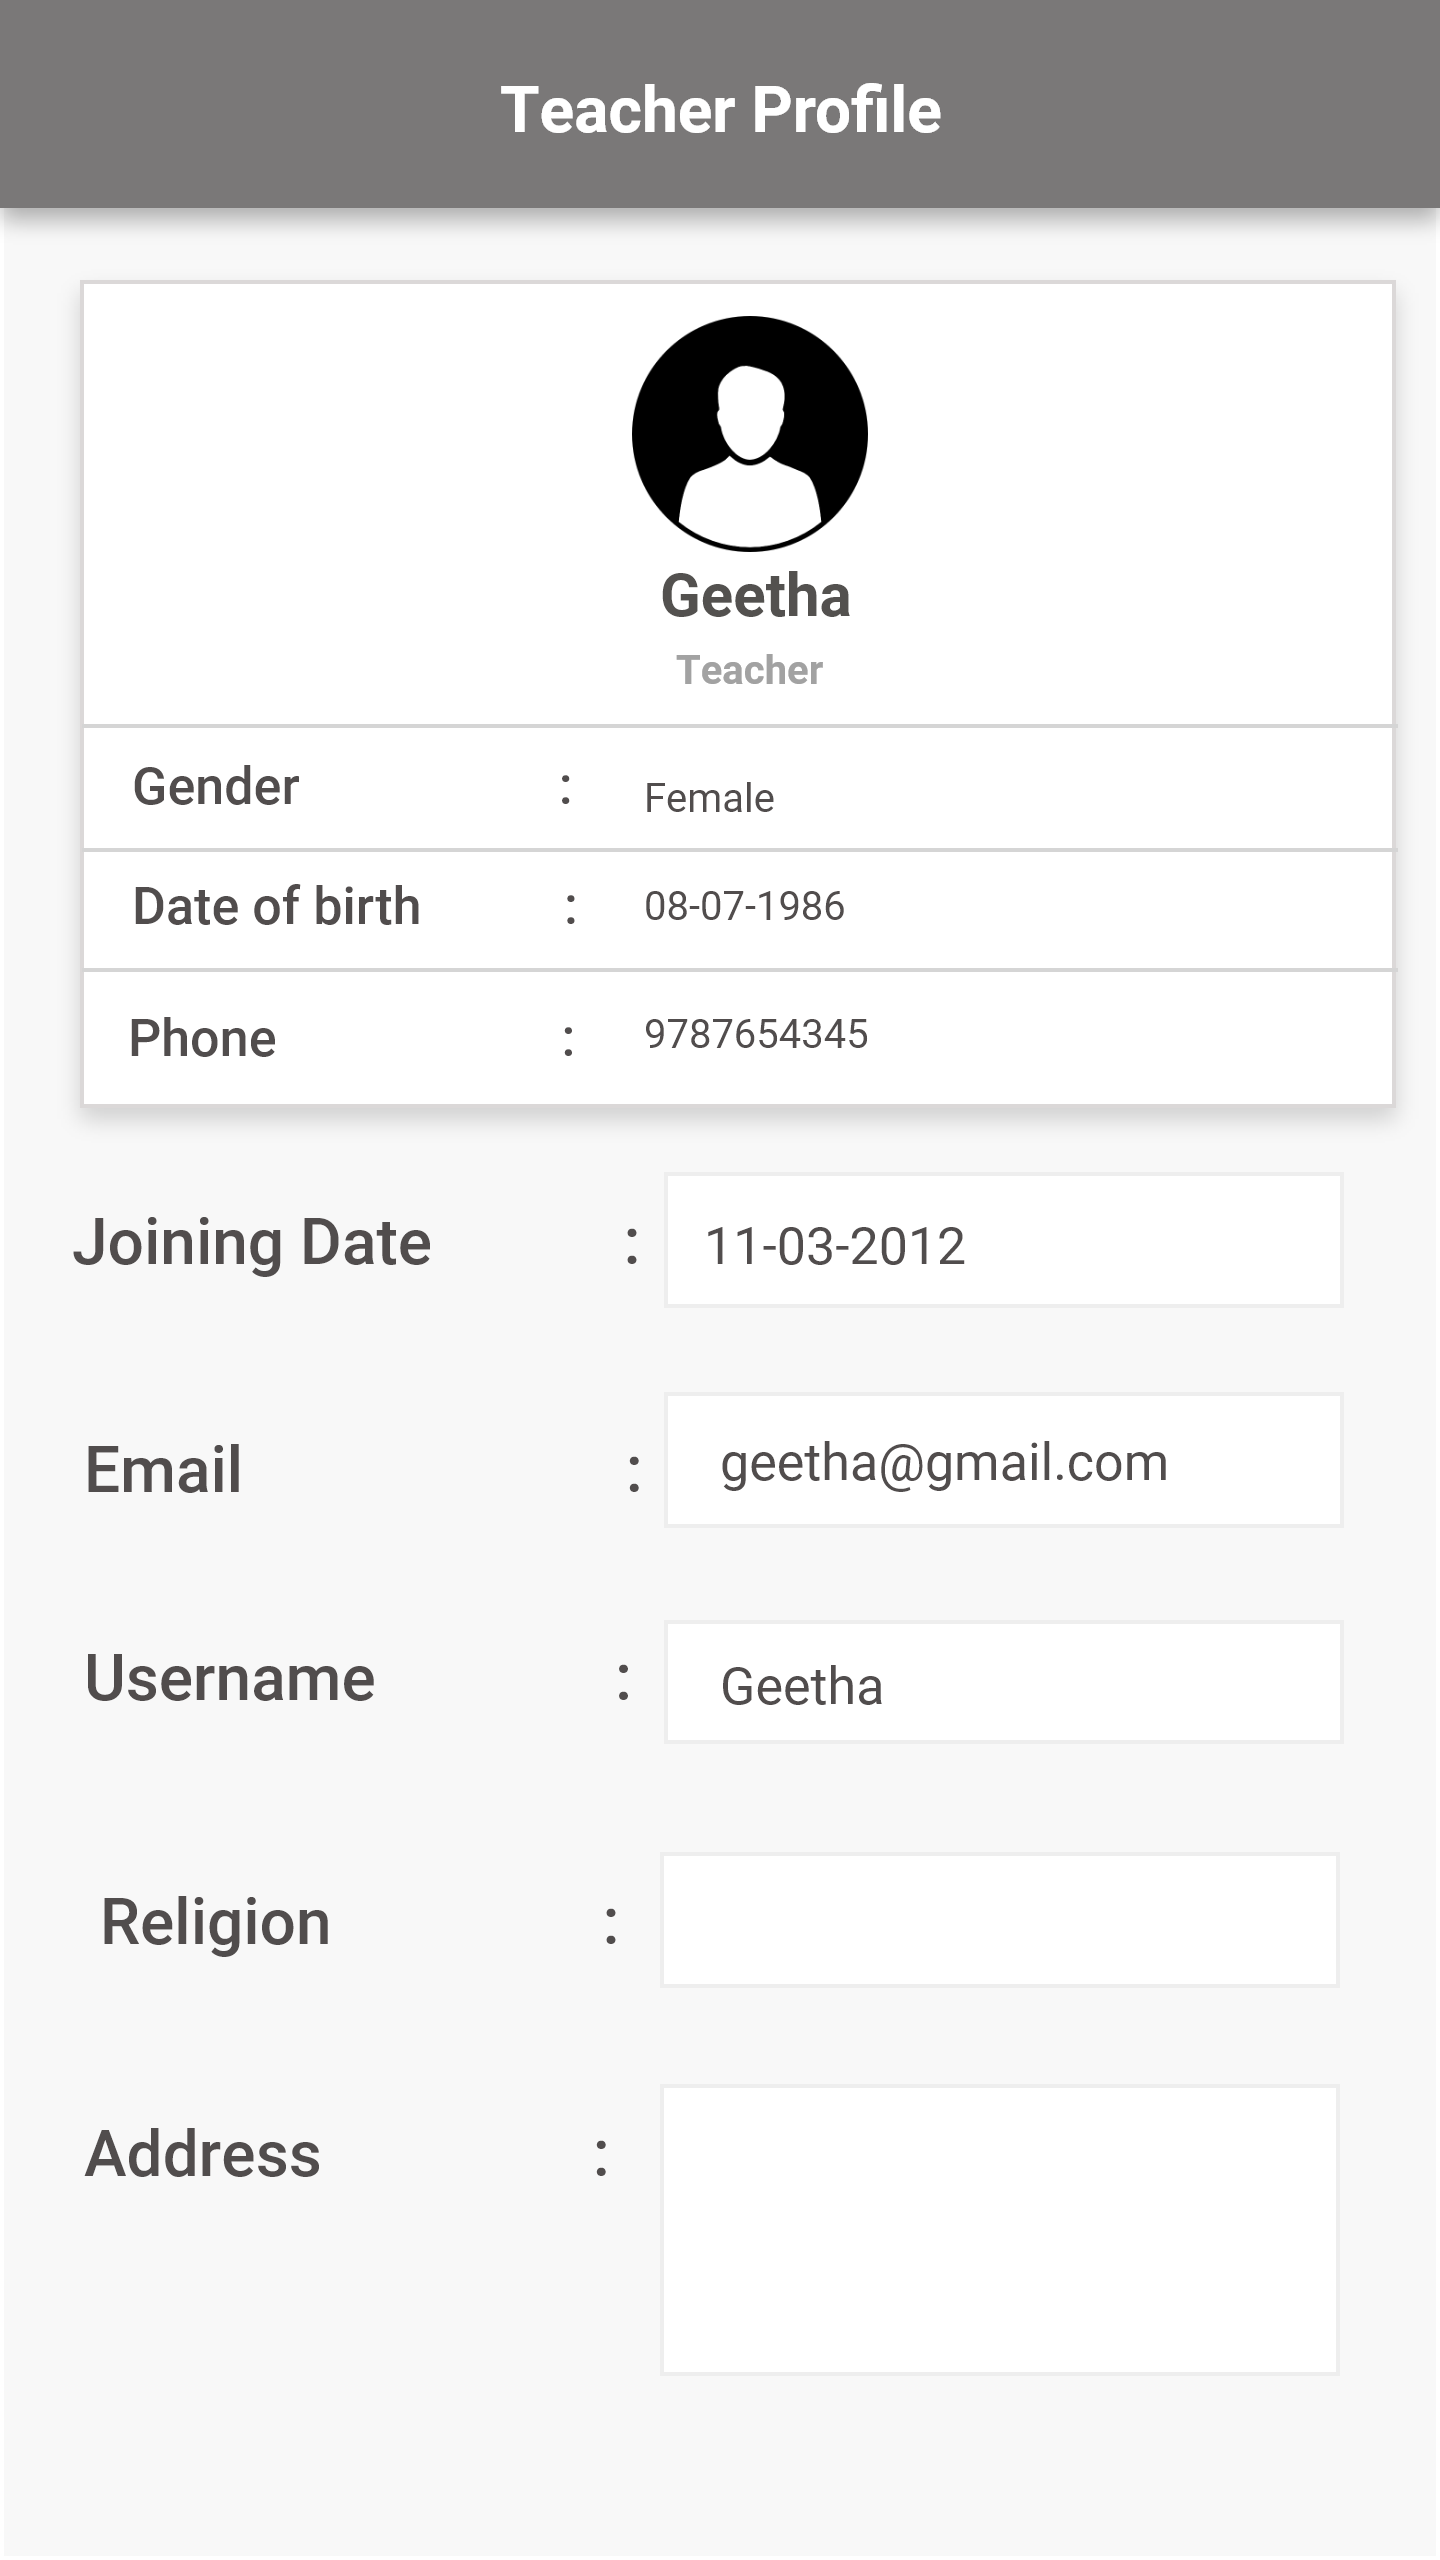 Teacher Profile
Geetha
Teacher
Gender : Female
Date of birth : 08-07-1986
Phone : 9787654345
Joining Date : 11-03-2012
Email : geetha@gmail.com
Username : Geetha
Religion :
Address :